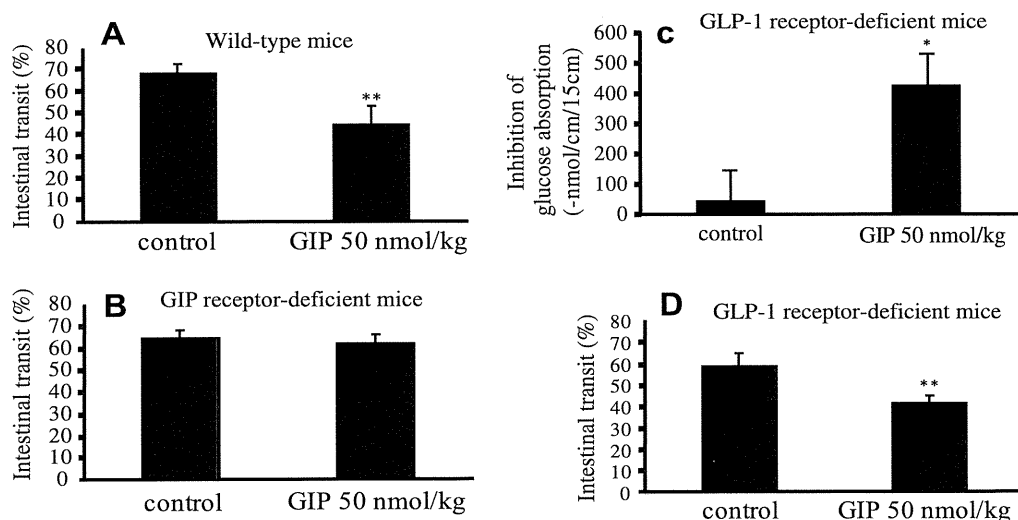 A
Wild-type mice
Intestinal transit (%)
80
70
60
50
40
30
20
10
0
**
control
GIP 50 nmol/kg
B
GIP receptor-deficient mice
Intestinal transit (%)
80
70
60
50
40
30
20
10
0
control
GIP 50 nmol/kg
c
GLP-1 receptor-deficient mice
Inhibition of
glucose absorption
(-nmol/cm/15cm)
600
500
400
300
200
100
0
*
control
GIP 50 nmol/kg
D
GLP-1 receptor-deficient mice
Intestinal transit (%)
80
70
60
50
40
30
20
10
0
**
control
GIP 50 nmol/kg